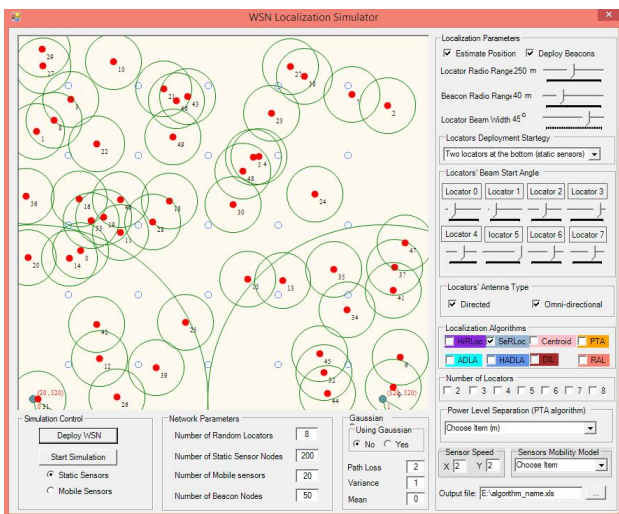 WSN Localization Simulator
Localization Parameters
Estimate Position Deploy Beacons
Locator Radio Range 250 m
Beacon Radio Range 40 m
Locator Beam Width 45°
Locators Deployment Startegy
Two locators at the bottom (static sensors)
Locators' Beam Start Angle
Locator 0 Locator 1 Locator 2 Locator 3
Locator 4 locator 5 Locator 6 Locator 7
Locators' Antenna Type
Directed Omni-directional
Localization Algorithms
HiRLoc SeRLoc Centroid PTA
ADLA HADLA DIL RAL
Number of Locators
2 3 4 5 6 7 8
Power Level Separation (PTA algorithm)
Choose Item (m)
Sensor Speed
X 2 Y 2
Sensors Mobility Model
Choose Item
Output file: E:\algorithm_name.xls ...
29
17
10
3
8
1
22
21
43
49
27
38
7
2
23
5 4
48
24
30
36
16
18
33
11
28
20
0
14
47
37
41
35
15
13
34
25
42
12
39
26
45
32
44
6
(20,,520)
31
(520,,520)
Simulation Control
Deploy WSN
Start Simulation
Static Sensors
Mobile Sensors
Network Parameters
Number of Random Locators 8
Number of Static Sensor Nodes 200
Number of Mobile sensors 20
Number of Beacon Nodes 50
Gaussian
Using Gaussian
No Yes
Path Loss 2
Variance 1
Mean 0